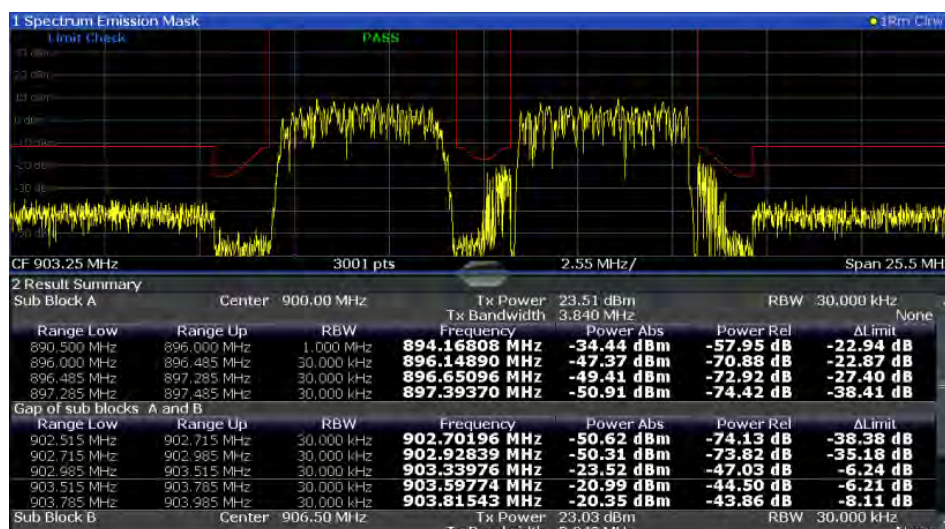 1 Spectrum Emission Mask 1Rm Clrw
Limit Check PASS
20 dBm
10 dBm
0 dBm
-10 dBm
-20 dBm
CF 903.25 MHz 3001 pts 2.55 MHz/ Span 25.5 MH
2 Result Summary
Sub Block A Center 900.00 MHz Tx Power 23.51 dBm RBW 30.000 kHz
Tx Bandwidth 3.840 MHz None
Range Low Range Up RBW Frequency Power Abs Power Rel ΔLimit
890.500 MHz 896.000 MHz 1.000 MHz 894.16808 MHz -34.44 dBm -57.95 dB -22.94 dB
896.000 MHz 896.485 MHz 30.000 kHz 896.14890 MHz -47.37 dBm -70.88 dB -22.87 dB
896.485 MHz 897.285 MHz 30.000 kHz 896.65096 MHz -49.41 dBm -72.92 dB -27.40 dB
897.285 MHz 897.485 MHz 30.000 kHz 897.39370 MHz -50.91 dBm -74.42 dB -38.41 dB
Gap of sub blocks A and B
Range Low Range Up RBW Frequency Power Abs Power Rel ΔLimit
902.515 MHz 902.715 MHz 30.000 kHz 902.70196 MHz -50.62 dBm -74.13 dB -38.38 dB
902.715 MHz 902.985 MHz 30.000 kHz 902.92839 MHz -50.31 dBm -73.82 dB -35.18 dB
902.985 MHz 903.515 MHz 30.000 kHz 903.33976 MHz -23.52 dBm -47.03 dB -6.24 dB
903.515 MHz 903.785 MHz 30.000 kHz 903.59774 MHz -20.99 dBm -44.50 dB -6.21 dB
903.785 MHz 903.985 MHz 30.000 kHz 903.81543 MHz -20.35 dBm -43.86 dB -8.11 dB
Sub Block B Center 906.50 MHz Tx Power 23.03 dBm RBW 30.000 kHz